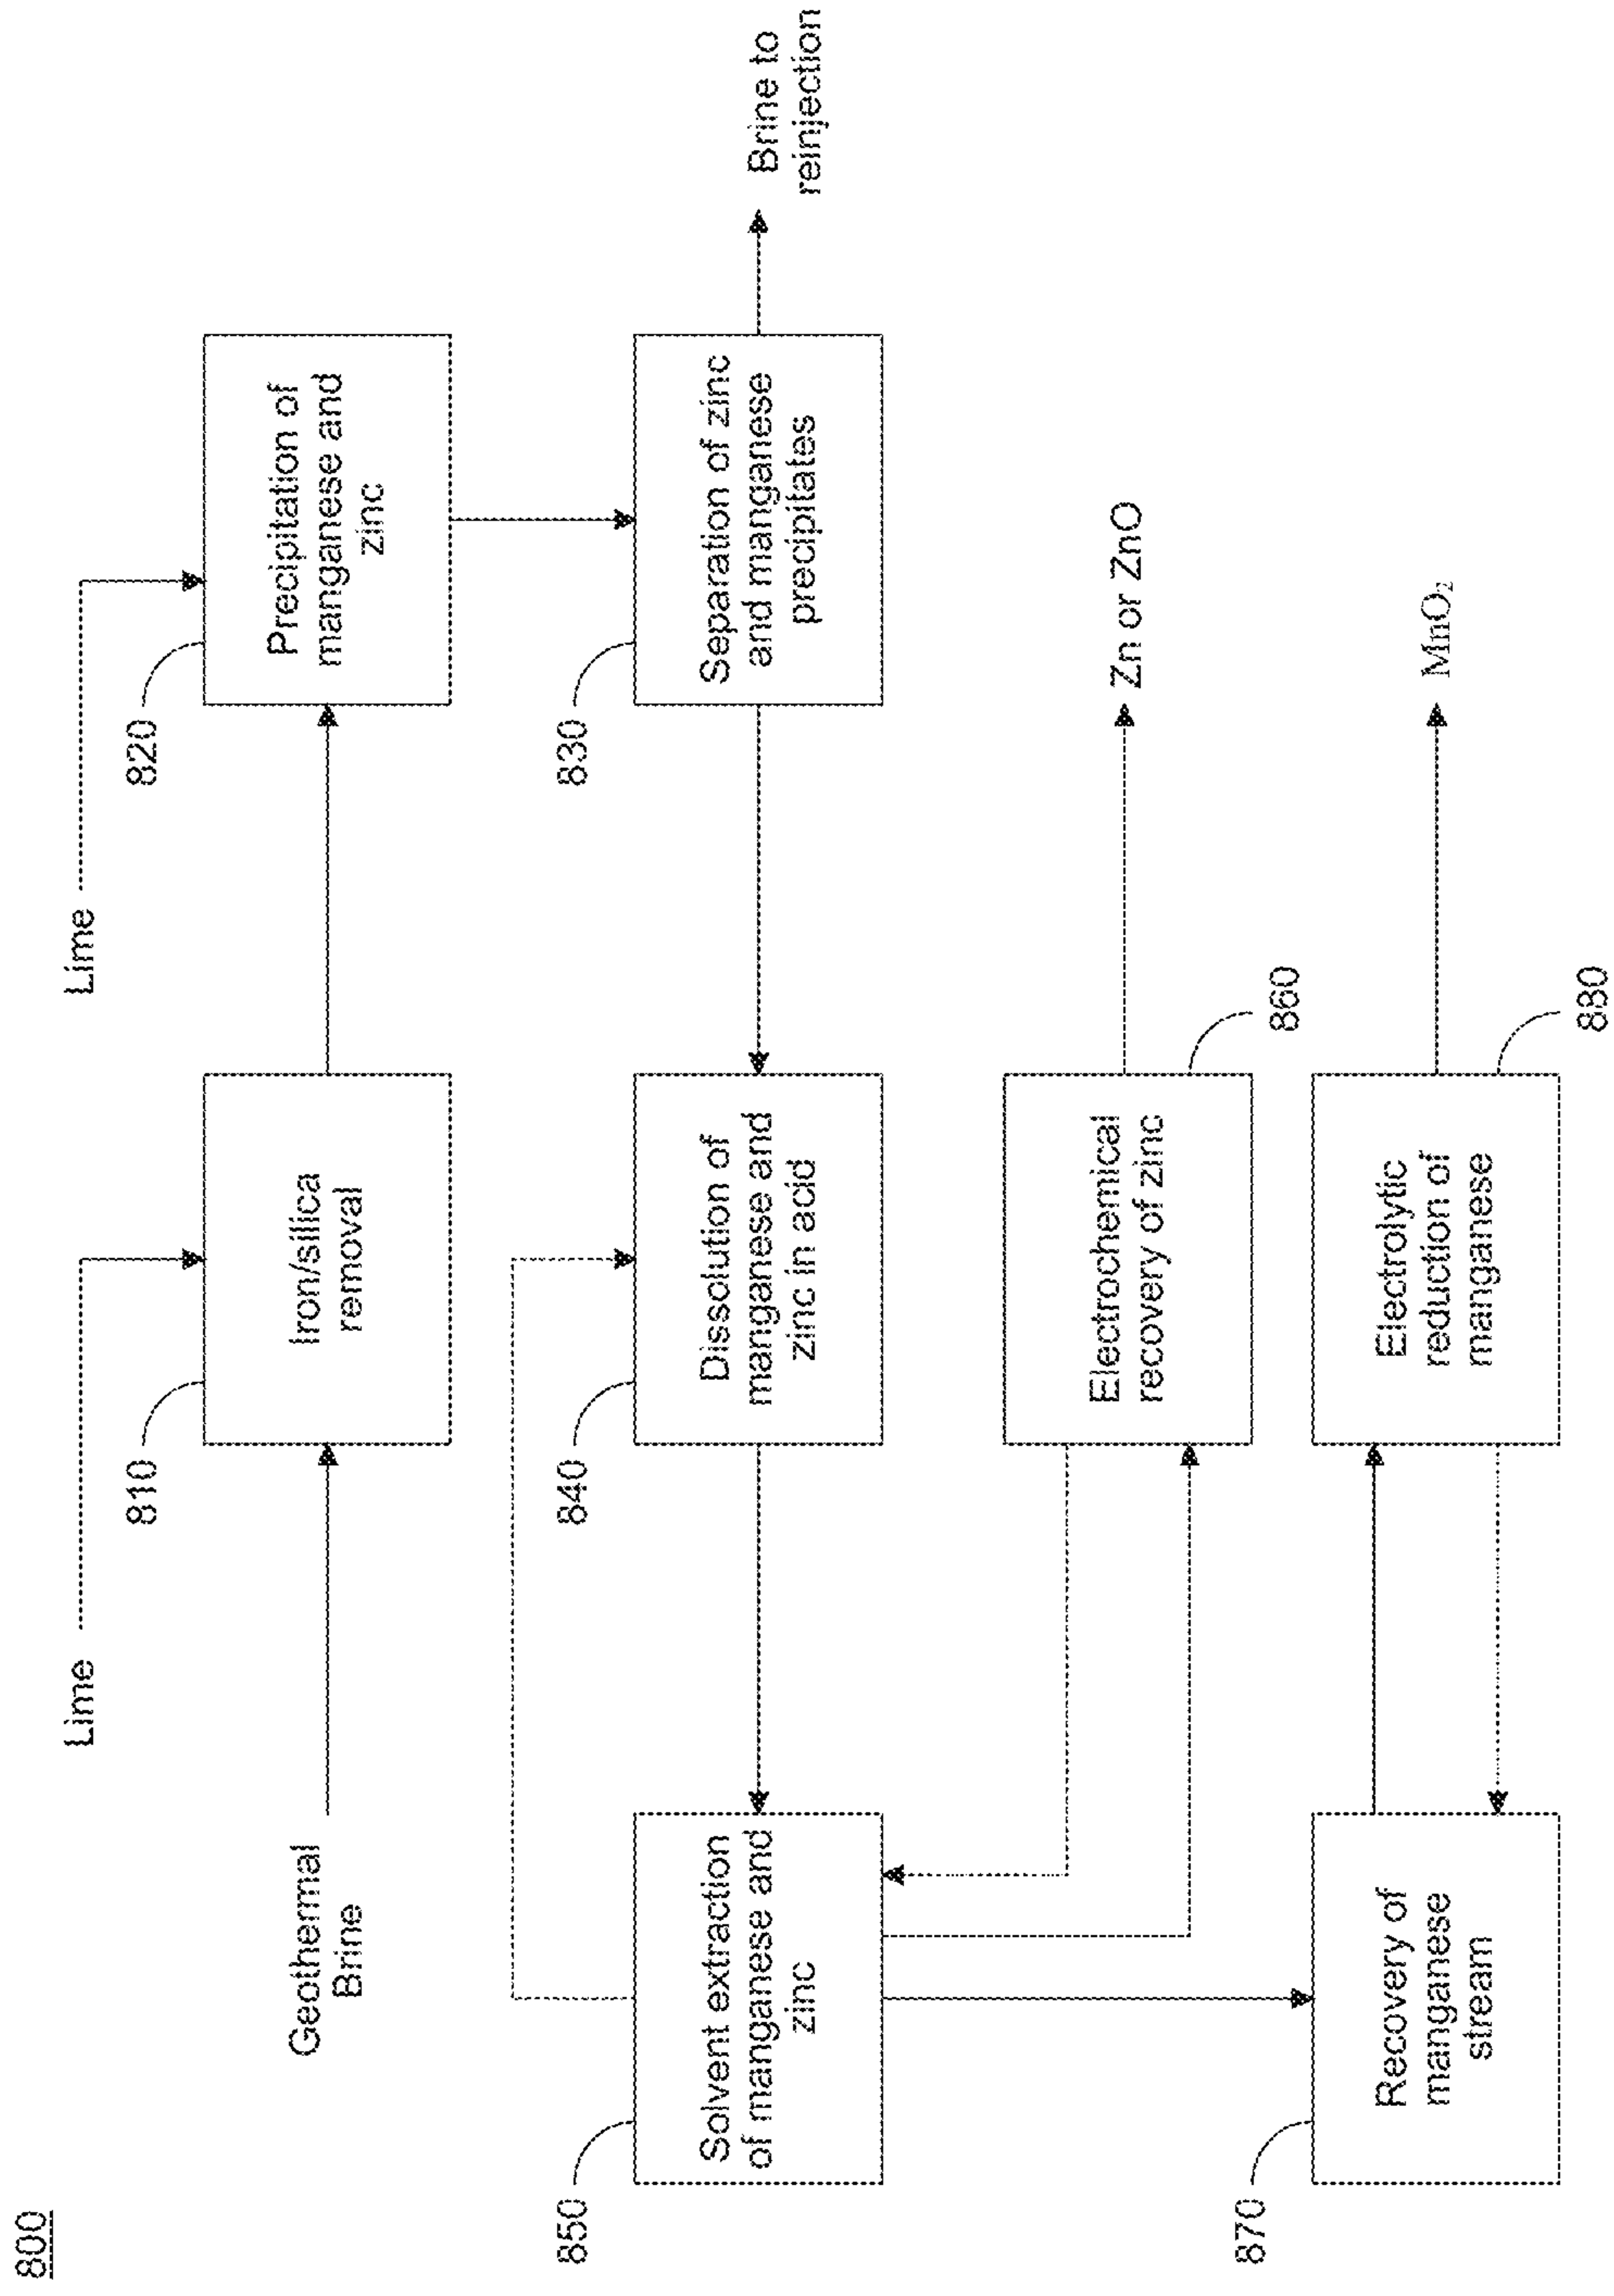 800
Lime
Lime
810
820
Geothermal
Brine
Iron/silica
removal
Precipitation of
manganese and
zinc
850
840
830
Solvent extraction
of manganese and
zinc
Dissolution of
manganese and
zinc in acid
Separation of zinc
and manganese
precipitates
Brine to
reinjection
Electrochemical
recovery of zinc
Zn or ZnO
860
870
Recovery of
manganese
stream
Electrolytic
reduction of
manganese
MnO₂
880